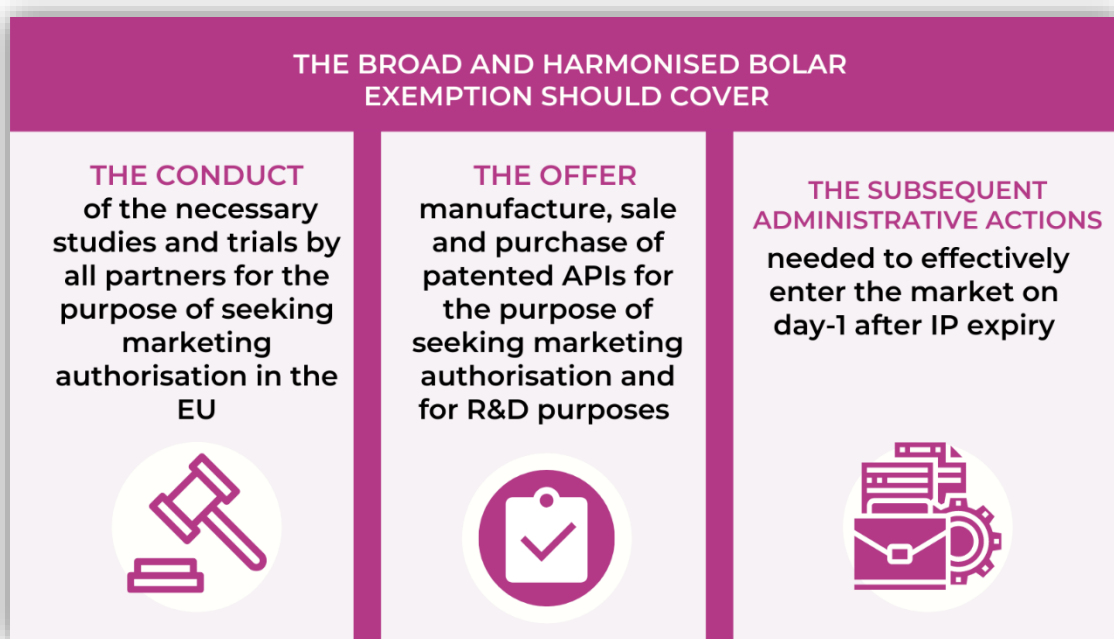 THE BROAD AND HARMONISED BOLAR
EXEMPTION SHOULD COVER
THE CONDUCT
of the necessary
studies and trials by
all partners for the
purpose of seeking
marketing
authorisation in the
EU
THE OFFER
manufacture, sale
and purchase of
patented APIs for
the purpose of
seeking marketing
authorisation and
for R&D purposes
THE SUBSEQUENT
ADMINISTRATIVE ACTIONS
needed to effectively
enter the market on
day-1 after IP expiry